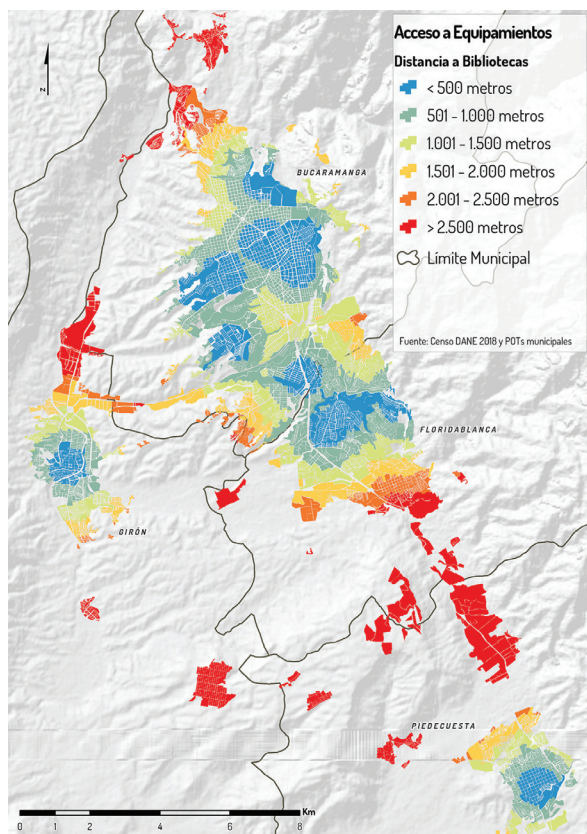 Acceso a Equipamientos
Distancia a Bibliotecas
< 500 metros
501 - 1.000 metros
1.001 - 1.500 metros
1.501 - 2.000 metros
2.001 - 2.500 metros
> 2.500 metros
Límite Municipal
Fuente: Censo DANE 2018 y POTs municipales
N
BUCARAMANGA
FLORIDABLANCA
GIRÓN
PIEDECUESTA
Km
0 1 2 4 6 8